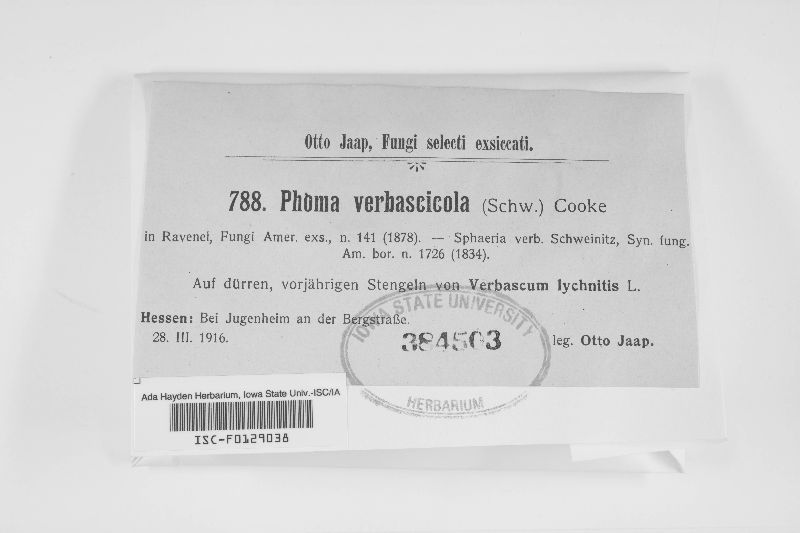 Otto Jaap, Fungi selecti exsiccati.
788. Phoma verbascicola (Schw.) Cooke
in Ravenel, Fungi Amer. exs., n. 141 (1878). — Sphaeria verb. Schweinitz, Syn. fung.
Am. bor. n. 1726 (1834).
Auf dürren, vorjährigen Stengeln von Verbascum lychnitis L.
Hessen: Bei Jugenheim an der Bergstraße.
28. III. 1916.
leg. Otto Jaap.
IOWA STATE UNIVERSITY
384503
HERBARIUM
Ada Hayden Herbarium, Iowa State Univ.-ISC/IA
ISC-F0129038